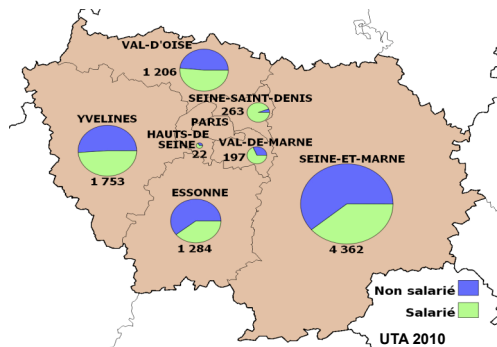 VAL-D'OISE
1 206
SEINE-SAINT-DENIS
263
PARIS
YVELINES
HAUTS-DE
SEINE
22
VAL-DE-MARNE
197
1 753
SEINE-ET-MARNE
ESSONNE
1 284
4 362
Non salarié
Salarié
UTA 2010